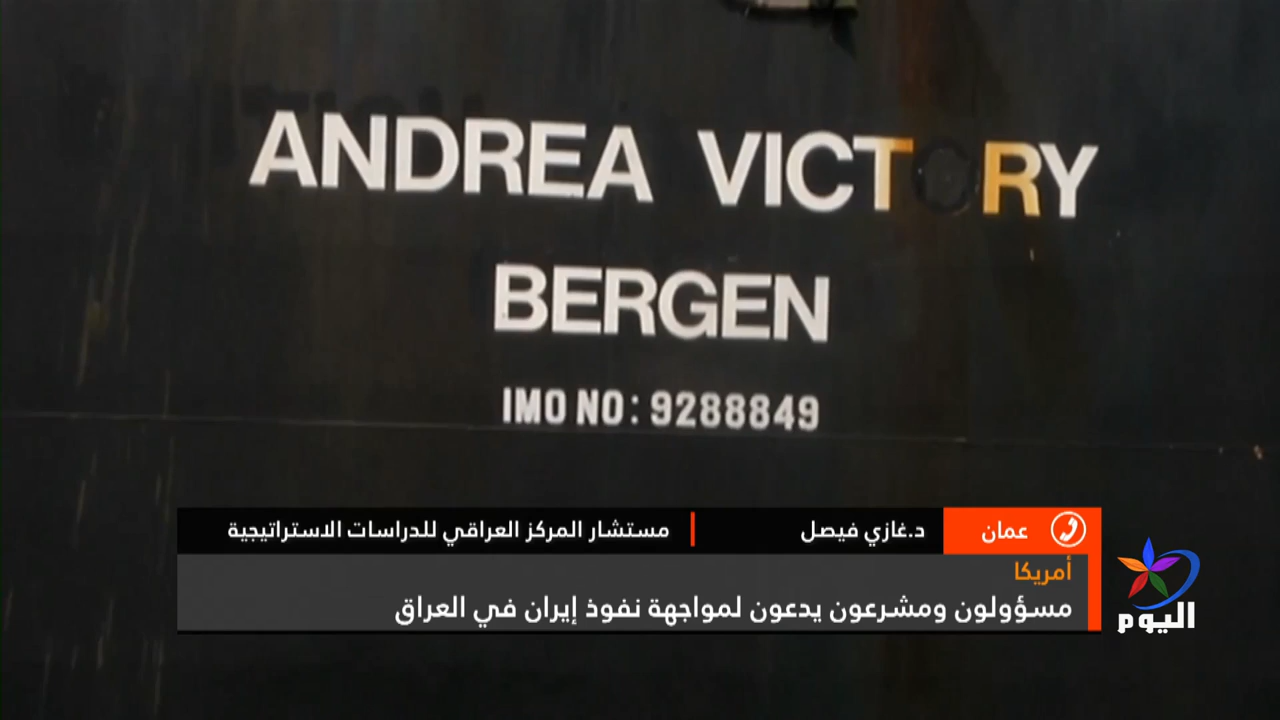 ANDREA VICTORY
BERGEN
IMO NO: 9288849
عمان
د.غازي فيصل
مستشار المركز العراقي للدراسات الاستراتيجية
أمريكا
مسؤولون ومشرعون يدعون لمواجهة نفوذ إيران في العراق
اليوم